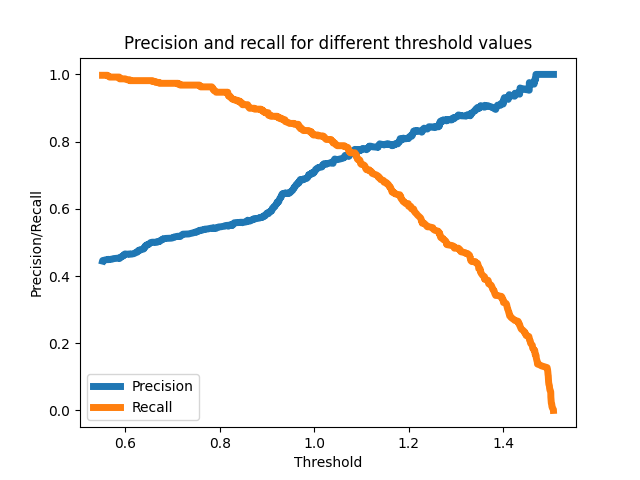 Precision and recall for different threshold values
1.0
0.8
0.6
0.4
0.2
0.0
Precision/Recall
Precision
Recall
0.6 0.8 1.0 1.2 1.4
Threshold